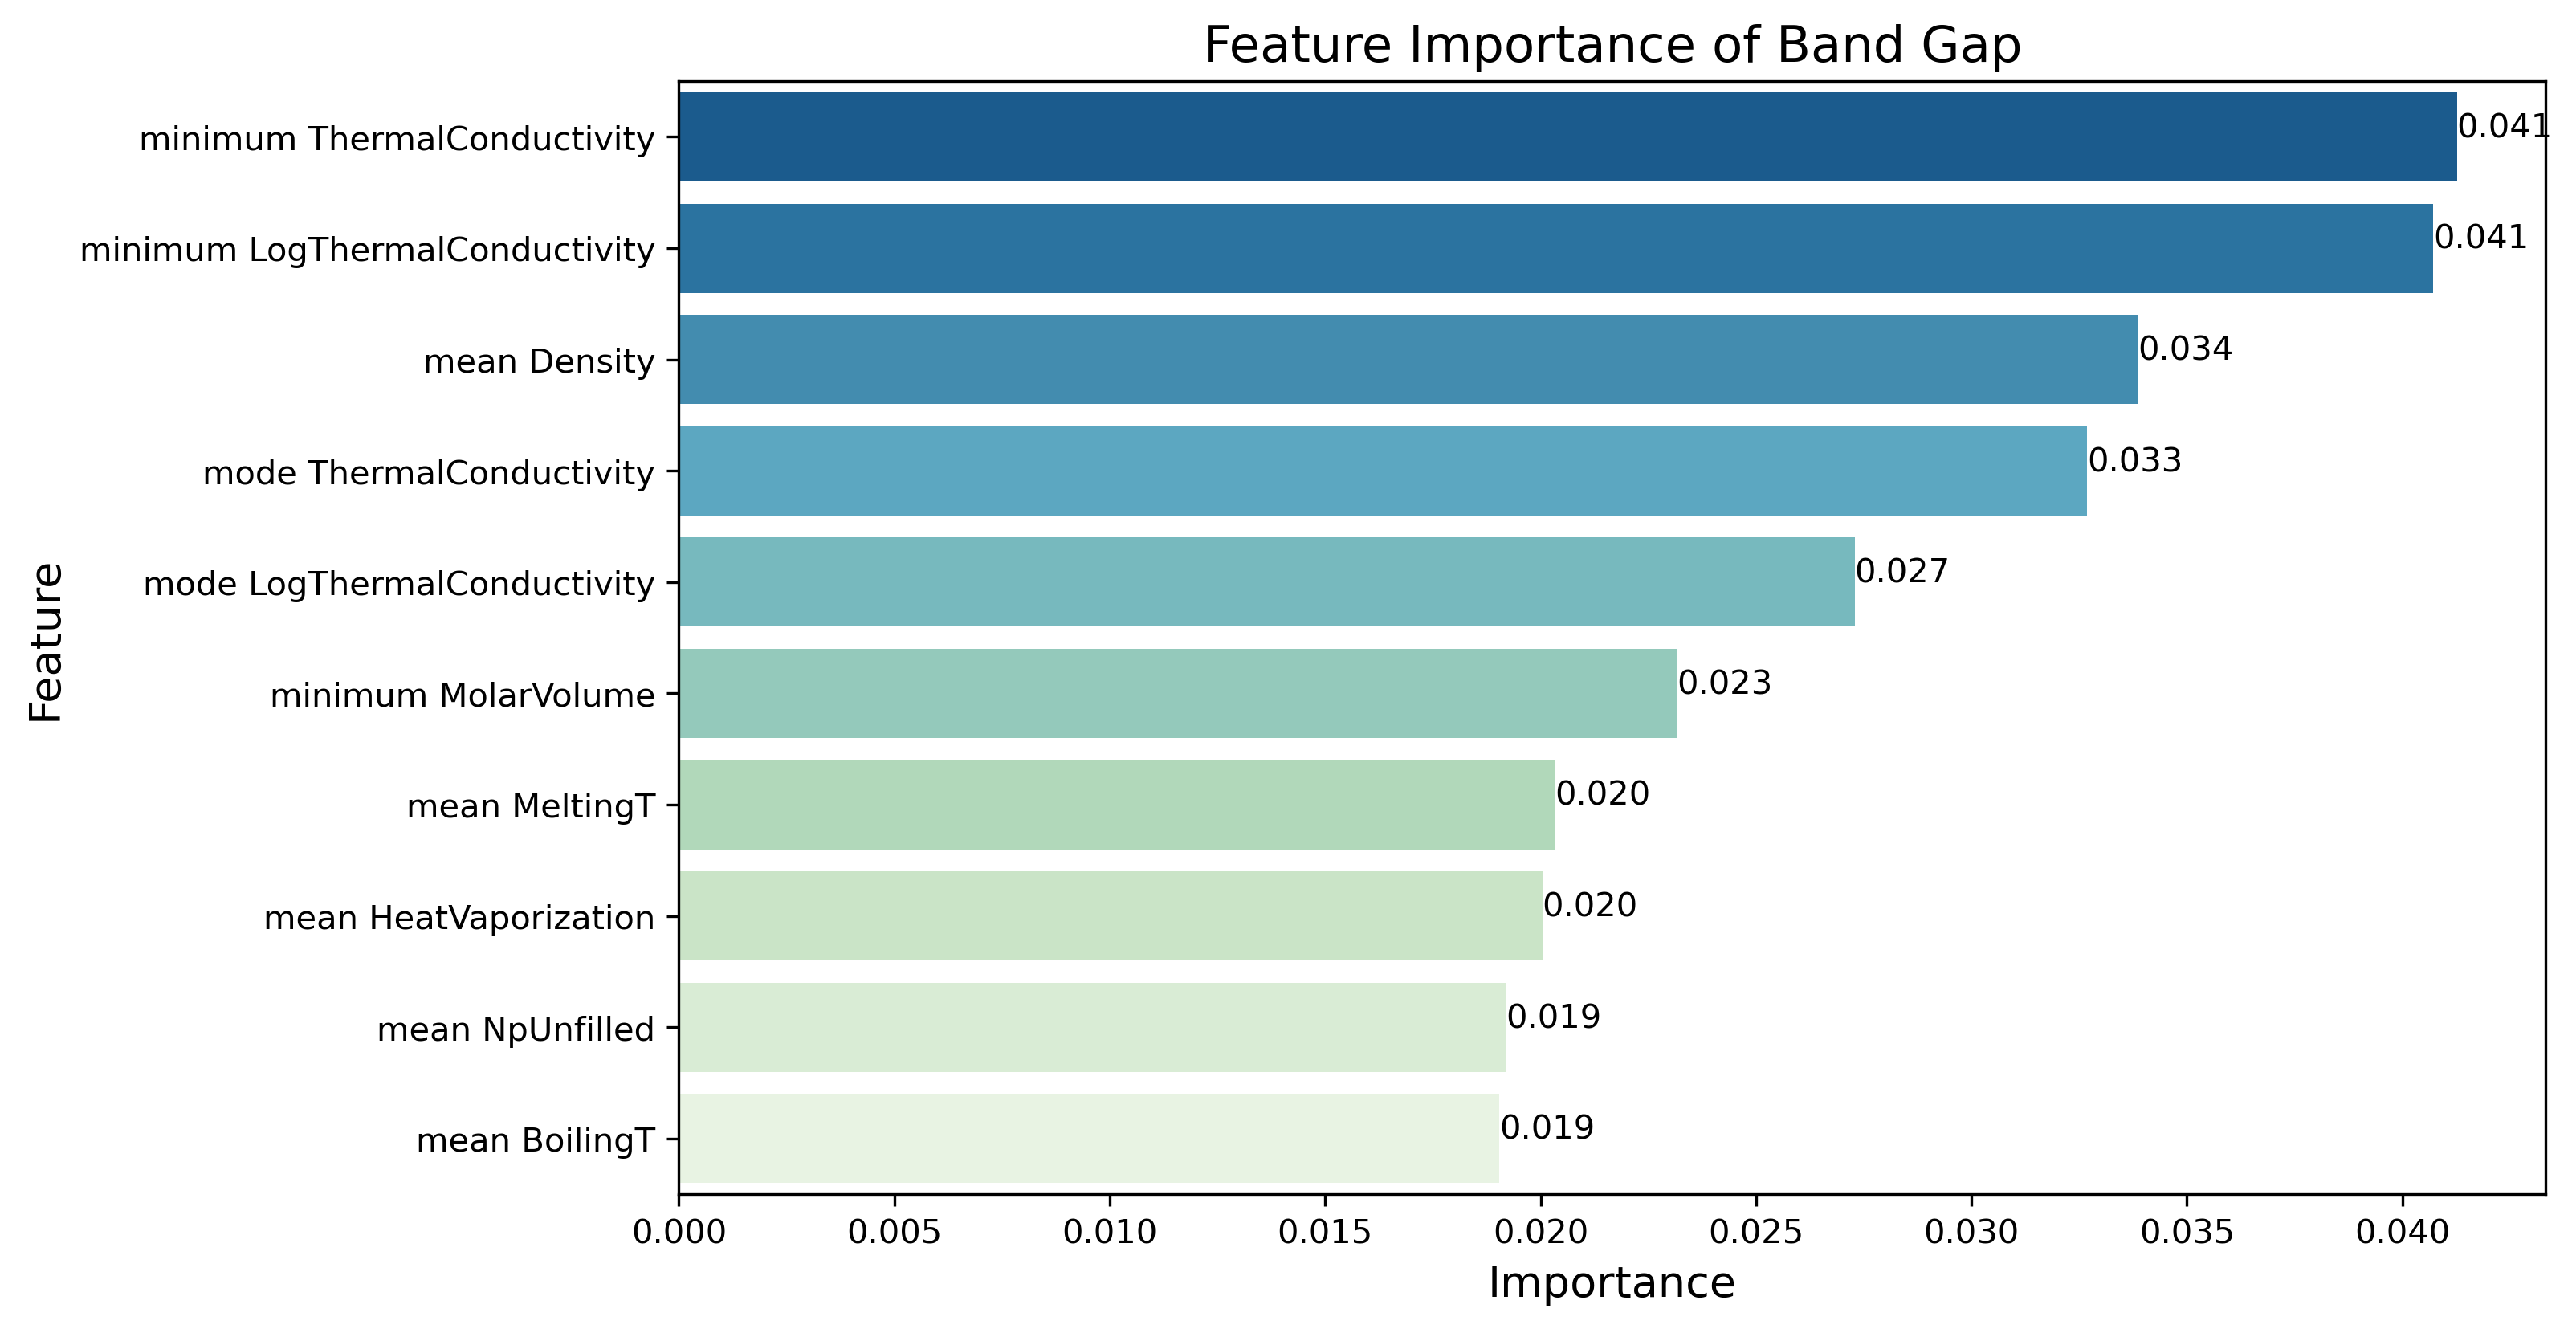 Feature Importance of Band Gap
Feature
minimum ThermalConductivity
0.041
minimum LogThermalConductivity
0.041
mean Density
0.034
mode ThermalConductivity
0.033
mode LogThermalConductivity
0.027
minimum MolarVolume
0.023
mean MeltingT
0.020
mean HeatVaporization
0.020
mean NpUnfilled
0.019
mean BoilingT
0.019
0.000 0.005 0.010 0.015 0.020 0.025 0.030 0.035 0.040
Importance